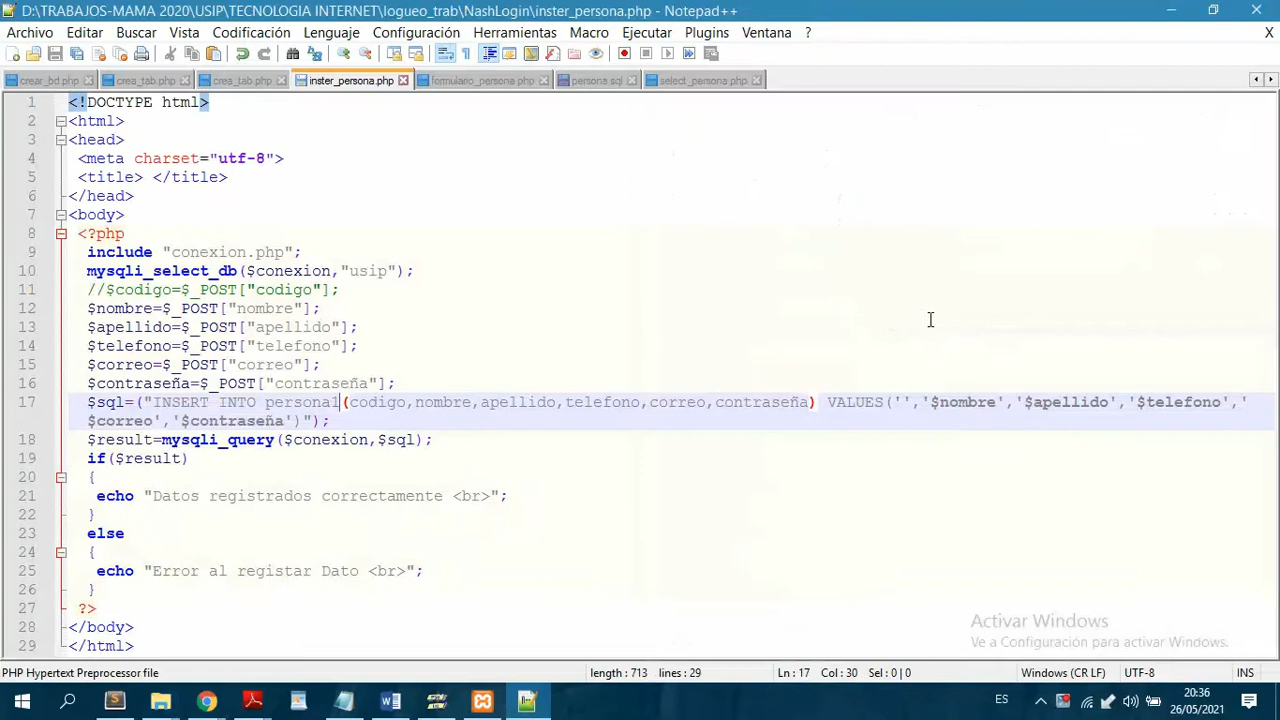 D:\TRABAJOS-MAMA 2020\USIP\TECNOLOGIA INTERNET\logueo_trab\NashLogin\inster_persona.php - Notepad++
Archivo Editar Buscar Vista Codificación Lenguaje Configuración Herramientas Macro Ejecutar Plugins Ventana ? X
crear_bd.php crea_tab.php crea_tab.php inster_persona.php formulario_persona.php persona.sql select_persona.php
1 <!DOCTYPE html>
2 <html>
3 <head>
4 <meta charset="utf-8">
5 <title> </title>
6 </head>
7 <body>
8 <?php
9 include "conexion.php";
10 mysqli_select_db($conexion,"usip");
11 //$codigo=$_POST["codigo"];
12 $nombre=$_POST["nombre"];
13 $apellido=$_POST["apellido"];
14 $telefono=$_POST["telefono"];
15 $correo=$_POST["correo"];
16 $contraseña=$_POST["contraseña"];
17 $sql=("INSERT INTO persona1(codigo,nombre,apellido,telefono,correo,contraseña) VALUES('','$nombre','$apellido','$telefono','
$correo','$contraseña')");
18 $result=mysqli_query($conexion,$sql);
19 if($result)
20 {
21 echo "Datos registrados correctamente <br>";
22 }
23 else
24 {
25 echo "Error al registar Dato <br>";
26 }
27 ?>
28 </body>
29 </html>
Activar Windows
Ve a Configuración para activar Windows.
PHP Hypertext Preprocessor file length : 713 lines : 29 Ln : 17 Col : 30 Sel : 0 | 0 Windows (CR LF) UTF-8 INS
ES 20:36
26/05/2021